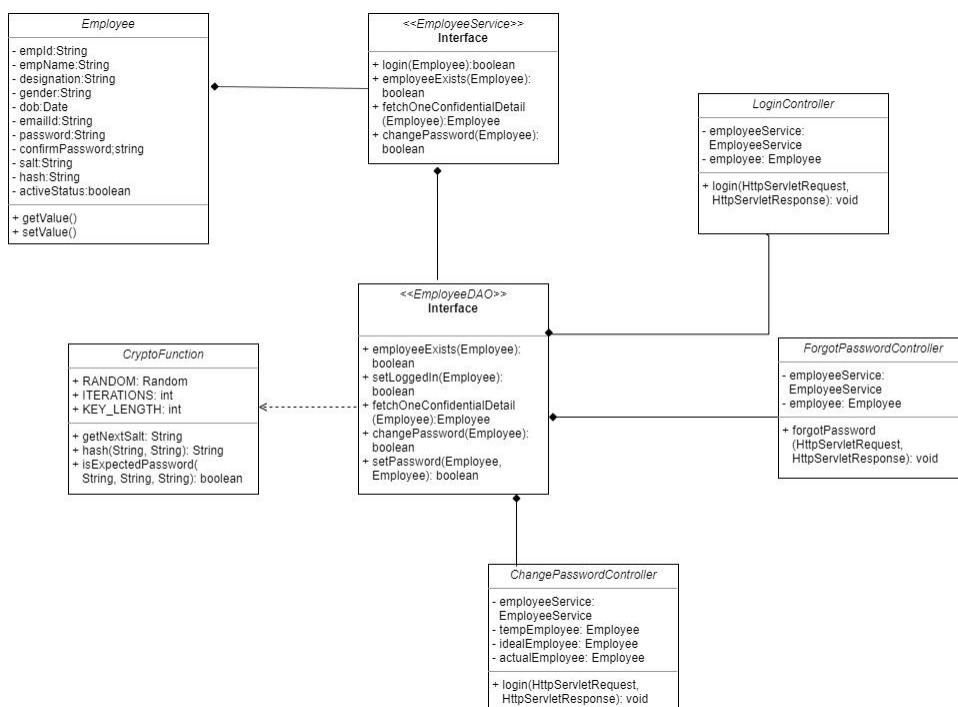 Employee
- empId:String
- empName:String
- designation:String
- gender:String
- dob:Date
- emailId:String
- password:String
- confirmPassword;string
- salt:String
- hash:String
- activeStatus:boolean
+ getValue()
+ setValue()
<<EmployeeService>>
Interface
+ login(Employee):boolean
+ employeeExists(Employee):
boolean
+ fetchOneConfidentialDetail
(Employee):Employee
+ changePassword(Employee):
boolean
LoginController
- employeeService:
EmployeeService
- employee: Employee
+ login(HttpServletRequest,
HttpServletResponse): void
<<EmployeeDAO>>
Interface
+ employeeExists(Employee):
boolean
+ setLoggedIn(Employee):
boolean
+ fetchOneConfidentialDetail
(Employee):Employee
+ changePassword(Employee):
boolean
+ setPassword(Employee,
Employee): boolean
CryptoFunction
+ RANDOM: Random
+ ITERATIONS: int
+ KEY_LENGTH: int
+ getNextSalt: String
+ hash(String, String): String
+ isExpectedPassword(
String, String, String): boolean
ForgotPasswordController
- employeeService:
EmployeeService
- employee: Employee
+ forgotPassword
(HttpServletRequest,
HttpServletResponse): void
ChangePasswordController
- employeeService:
EmployeeService
- tempEmployee: Employee
- idealEmployee: Employee
- actualEmployee: Employee
+ login(HttpServletRequest,
HttpServletResponse): void